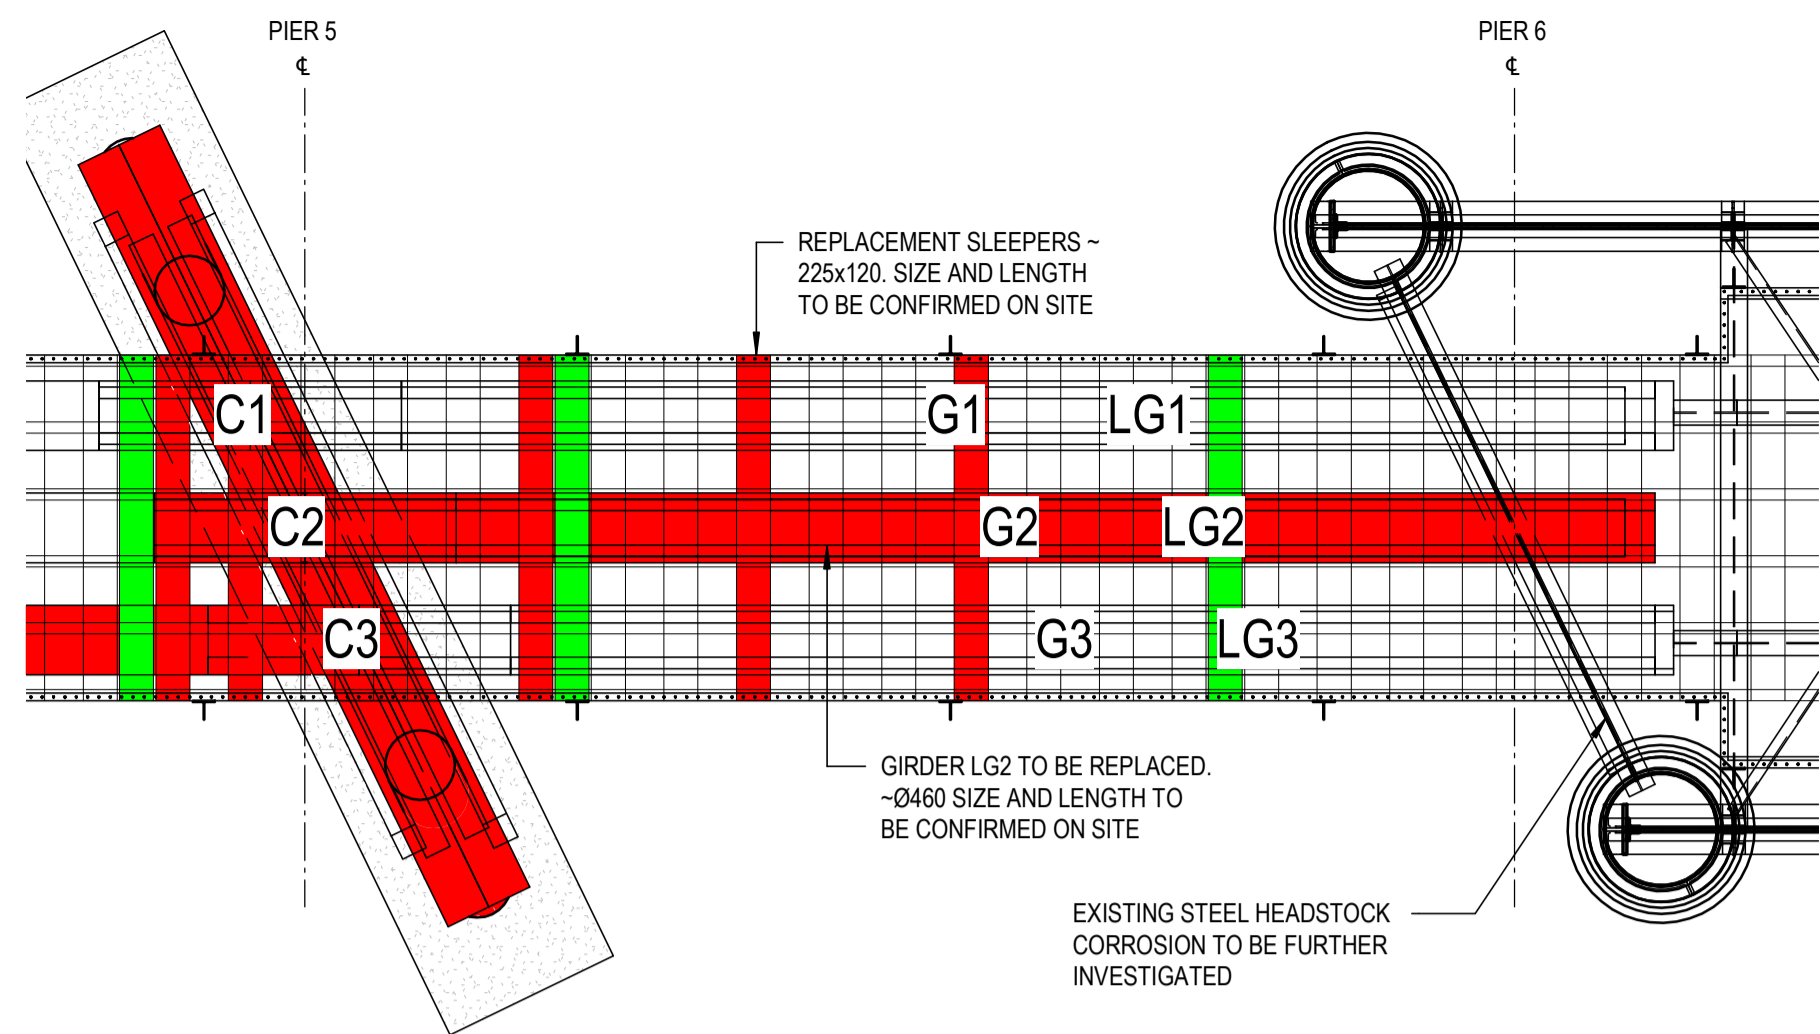 PIER 5
℄
PIER 6
℄
REPLACEMENT SLEEPERS ~
225x120. SIZE AND LENGTH
TO BE CONFIRMED ON SITE
C1
G1
LG1
C2
G2
LG2
C3
G3
LG3
GIRDER LG2 TO BE REPLACED.
~Ø460 SIZE AND LENGTH TO
BE CONFIRMED ON SITE
EXISTING STEEL HEADSTOCK
CORROSION TO BE FURTHER
INVESTIGATED